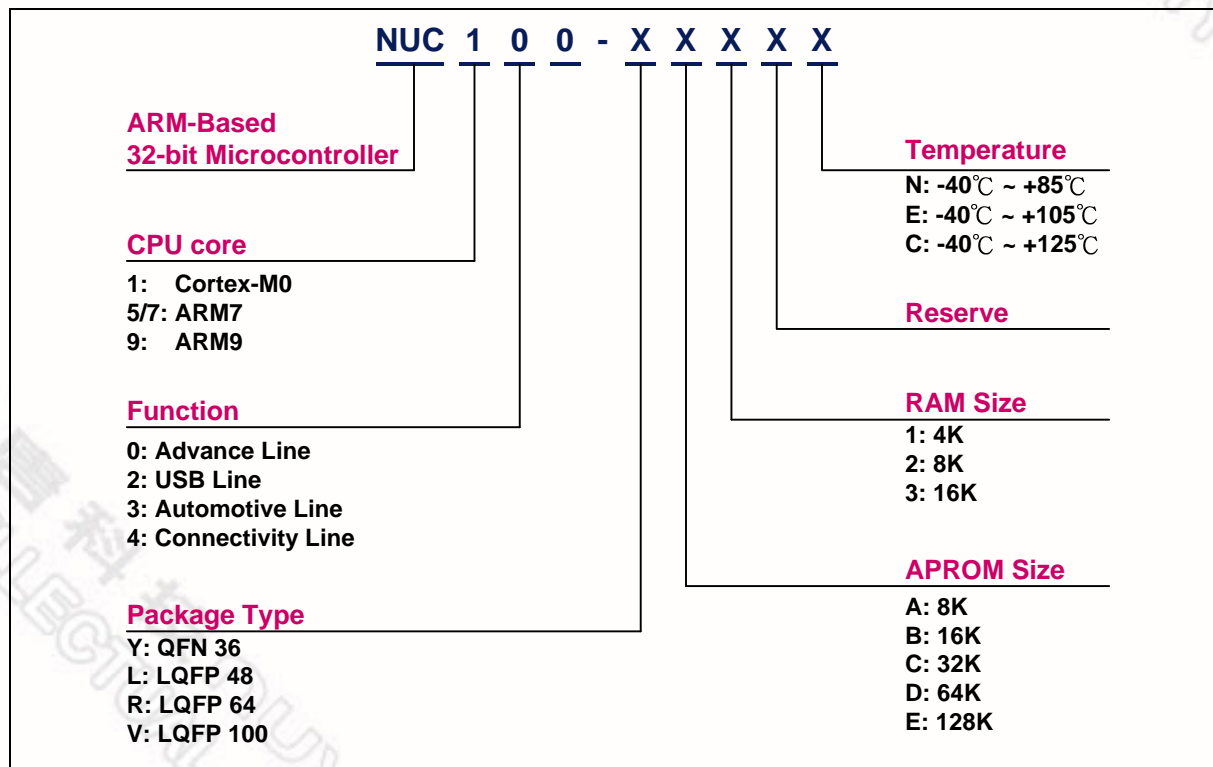 NUC 1 0 0 - X X X X X
ARM-Based
32-bit Microcontroller
CPU core
1: Cortex-M0
5/7: ARM7
9: ARM9
Function
0: Advance Line
2: USB Line
3: Automotive Line
4: Connectivity Line
Package Type
Y: QFN 36
L: LQFP 48
R: LQFP 64
V: LQFP 100
Temperature
N: -40℃ ~ +85℃
E: -40℃ ~ +105℃
C: -40℃ ~ +125℃
Reserve
RAM Size
1: 4K
2: 8K
3: 16K
APROM Size
A: 8K
B: 16K
C: 32K
D: 64K
E: 128K